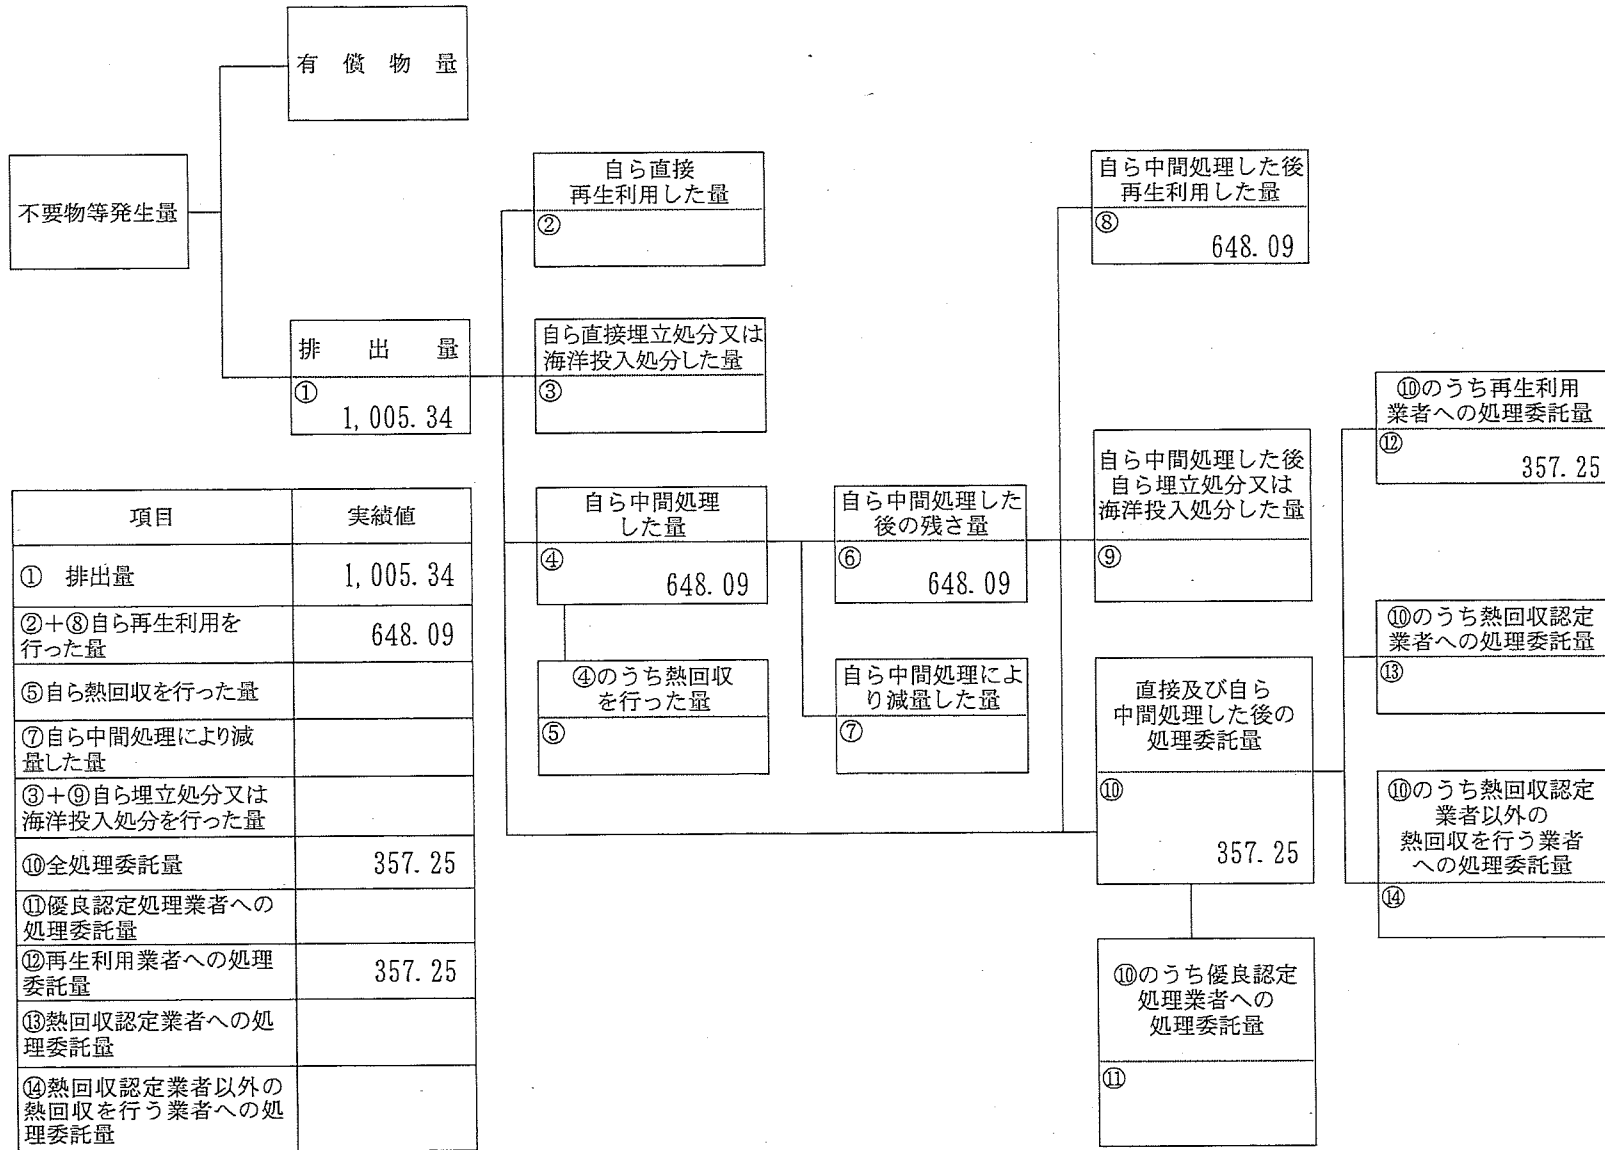 有償物量
不要物等発生量
排出量
①
1,005.34
自ら直接
再生利用した量
②
自ら直接埋立処分又は
海洋投入処分した量
③
自ら中間処理
した量
④
648.09
④のうち熱回収
を行った量
⑤
自ら中間処理した
後の残さ量
⑥
648.09
自ら中間処理によ
り減量した量
⑦
自ら中間処理した後
再生利用した量
⑧
648.09
自ら中間処理した後
自ら埋立処分又は
海洋投入処分した量
⑨
直接及び自ら
中間処理した後の
処理委託量
⑩
357.25
⑩のうち優良認定
処理業者への
処理委託量
⑪
⑩のうち再生利用
業者への処理委託量
⑫
357.25
⑩のうち熱回収認定
業者への処理委託量
⑬
⑩のうち熱回収認定
業者以外の
熱回収を行う業者
への処理委託量
⑭
項目 実績値
① 排出量 1,005.34
②+⑧自ら再生利用を
行った量 648.09
⑤自ら熱回収を行った量
⑦自ら中間処理により減
量した量
③+⑨自ら埋立処分又は
海洋投入処分を行った量
⑩全処理委託量 357.25
⑪優良認定処理業者への
処理委託量
⑫再生利用業者への処理
委託量 357.25
⑬熱回収認定業者への処
理委託量
⑭熱回収認定業者以外の
熱回収を行う業者への処
理委託量